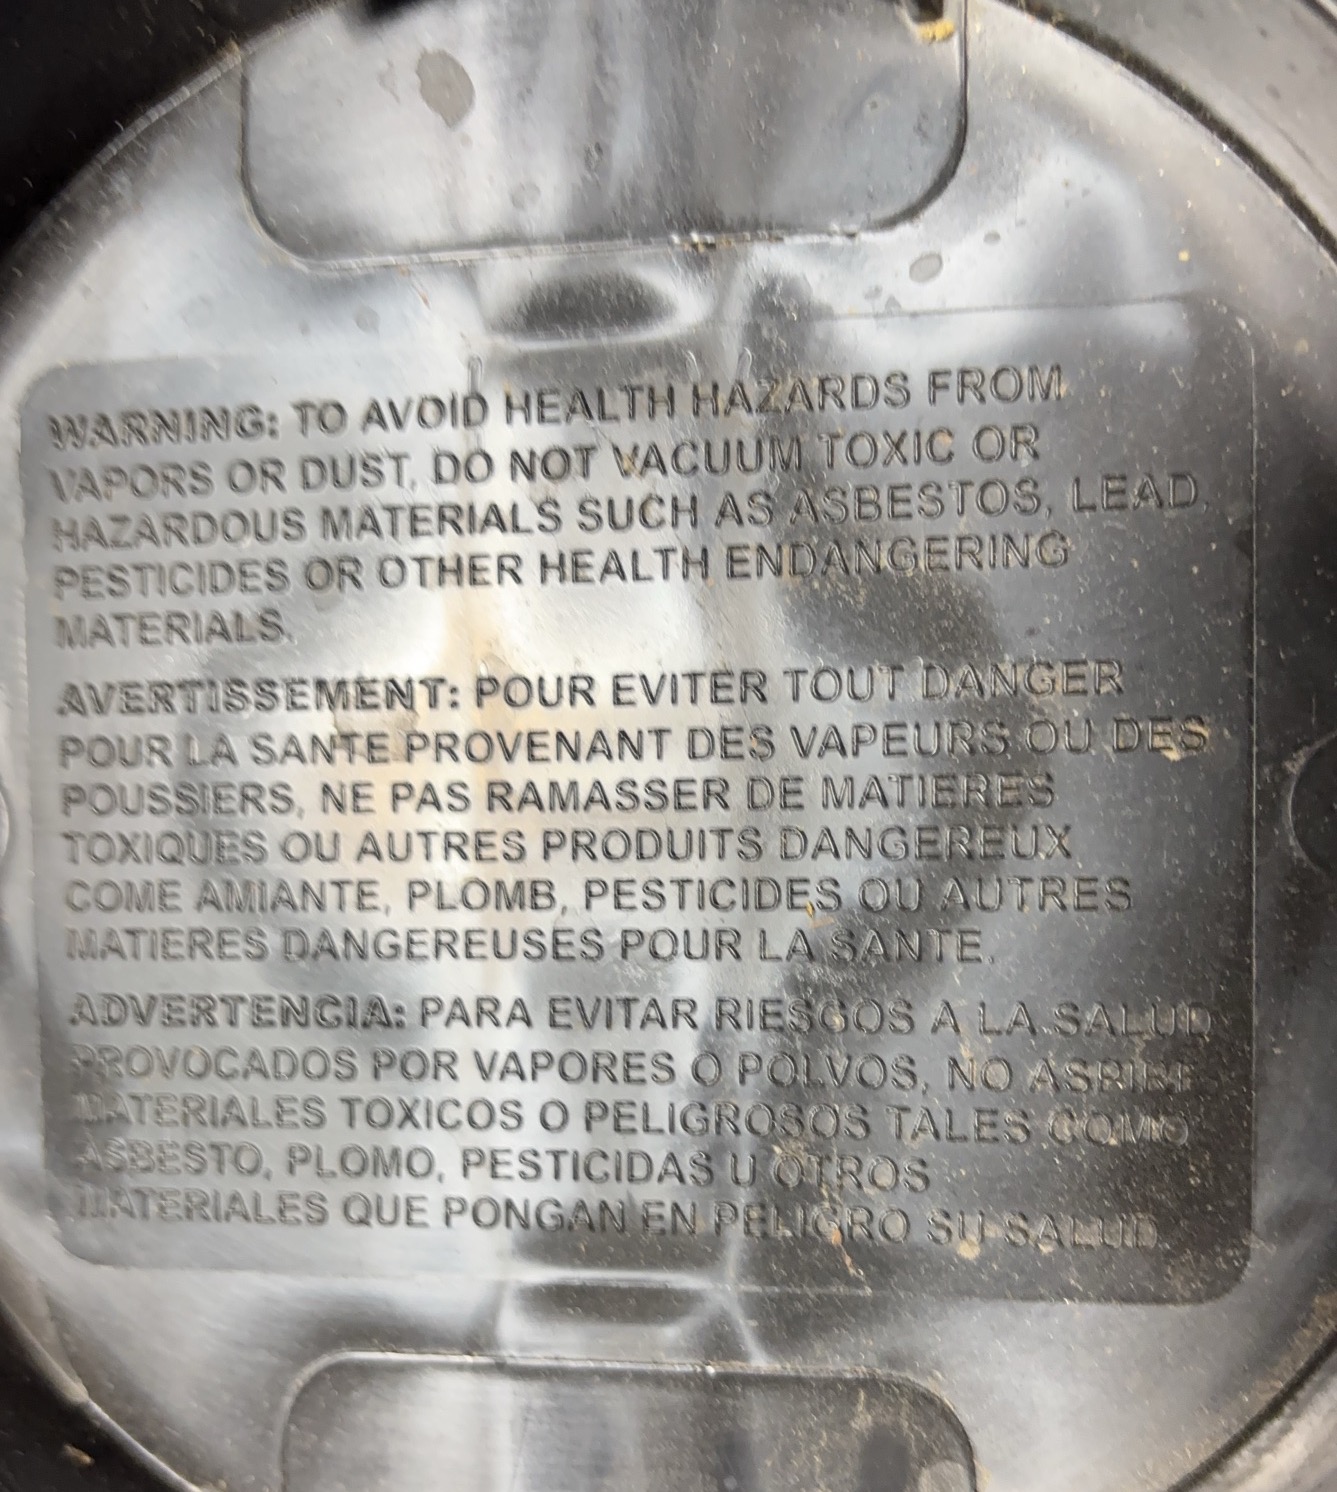 WARNING: TO AVOID HEALTH HAZARDS FROM
VAPORS OR DUST, DO NOT VACUUM TOXIC OR
HAZARDOUS MATERIALS SUCH AS ASBESTOS, LEAD,
PESTICIDES OR OTHER HEALTH ENDANGERING
MATERIALS.
AVERTISSEMENT: POUR EVITER TOUT DANGER
POUR LA SANTE PROVENANT DES VAPEURS OU DES
POUSSIERS, NE PAS RAMASSER DE MATIERES
TOXIQUES OU AUTRES PRODUITS DANGEREUX
COME AMIANTE, PLOMB, PESTICIDES OU AUTRES
MATIERES DANGEREUSES POUR LA SANTE.
ADVERTENCIA: PARA EVITAR RIESGOS A LA SALUD
PROVOCADOS POR VAPORES O POLVOS, NO
MATERIALES TOXICOS O PELIGROSOS TALES COMO
ASBESTO, PLOMO, PESTICIDAS U OTROS
MATERIALES QUE PONGAN EN PELIGRO SU SALUD.